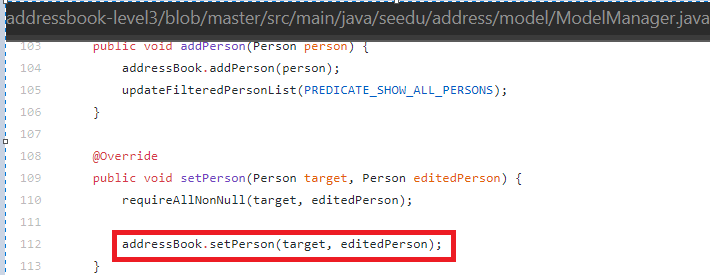 addressbook-level3/blob/master/src/main/java/seedu/address/model/ModelManager.java
103 public void addPerson(Person person) {
104 addressBook.addPerson(person);
105 updateFilteredPersonList(PREDICATE_SHOW_ALL_PERSONS);
106 }
107
108 @Override
109 public void setPerson(Person target, Person editedPerson) {
110 requireAllNonNull(target, editedPerson);
111
112 addressBook.setPerson(target, editedPerson);
113 }